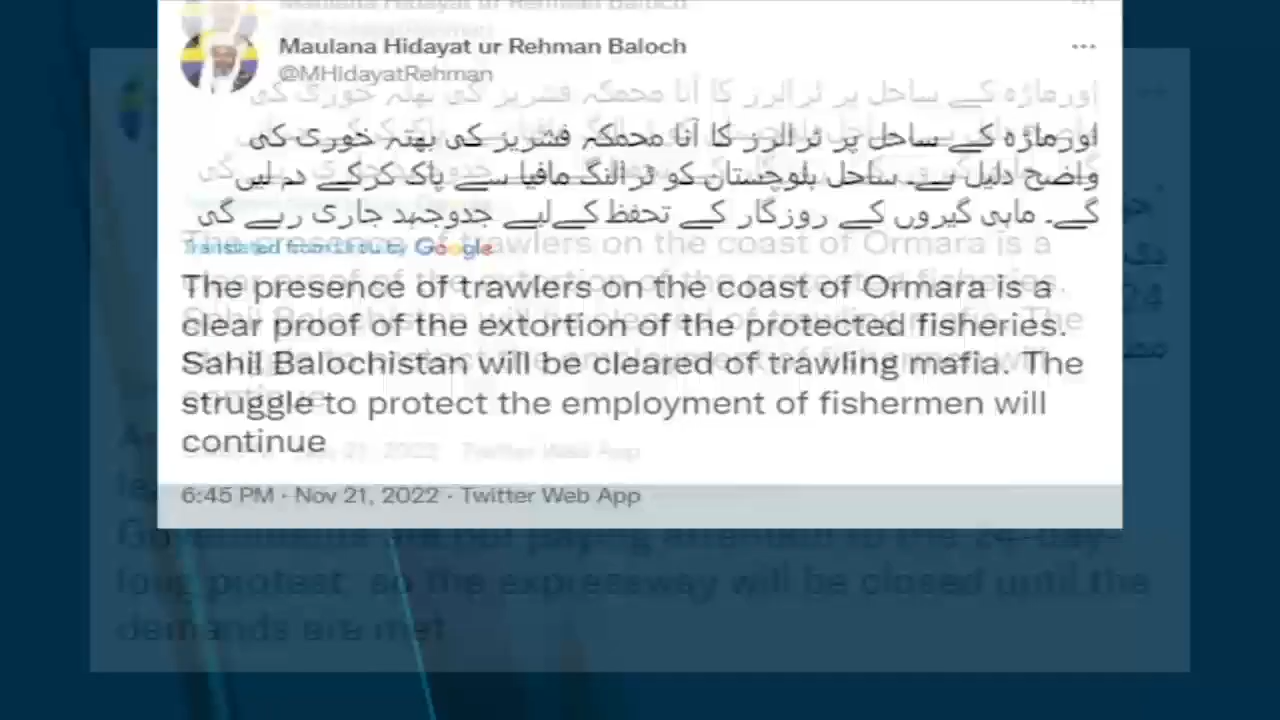 Maulana Hidayat ur Rehman Baloch
@MHidayatRehman
اورماڑہ کے ساحل پر ٹرالرز کا آنا محمکہ فشریز کی بھتہ خوری کی
واضح دلیل ہے۔ ساحل بلوچستان کو ٹرالنگ مافیا سے پاک کرکے دم لیں
گے۔ ماہی گیروں کے روزگار کے تحفظ کےلیے جدوجہد جاری رہے گی
Translated from Urdu by Google
The presence of trawlers on the coast of Ormara is a
clear proof of the extortion of the protected fisheries.
Sahil Balochistan will be cleared of trawling mafia. The
struggle to protect the employment of fishermen will
continue
6:45 PM · Nov 21, 2022 · Twitter Web App
are not paying attention to the 24-day-
long protest, so the expressway will be closed until the
demands are met